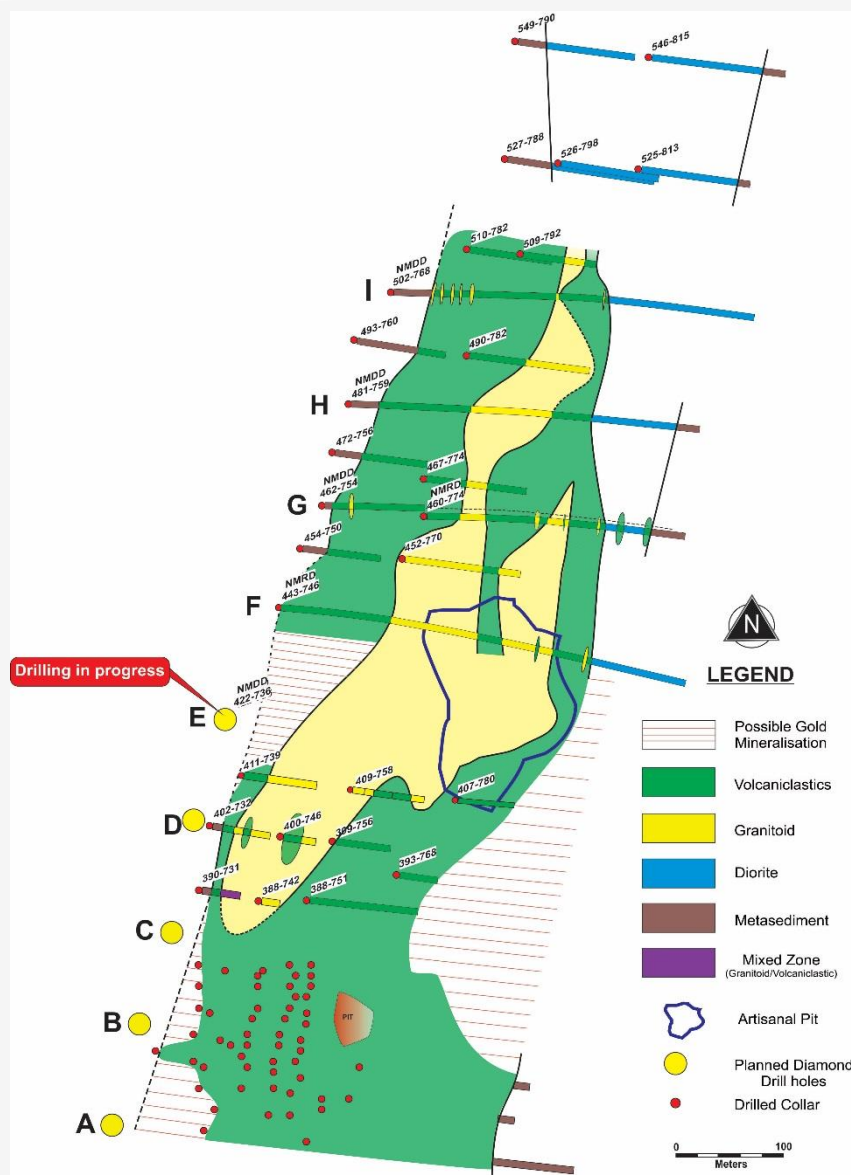 549-790
546-815
527-788
526-798
525-813
510-782
509-792
NMDD
502-768
I
493-760
490-782
NMDD
481-759
H
472-756
467-774
NMDD
462-754
G
NMRD
460-774
454-750
452-770
NMRD
443-746
F
Drilling in progress
NMDD
422-736
E
411-739
409-758
407-780
402-732
D
400-746
399-756
393-768
390-731
388-742
388-751
C
B
PIT
A
N
LEGEND
Possible Gold
Mineralisation
Volcaniclastics
Granitoid
Diorite
Metasediment
Mixed Zone
(Granitoid/Volcaniclastic)
Artisanal Pit
Planned Diamond
Drill holes
Drilled Collar
0 100
Meters